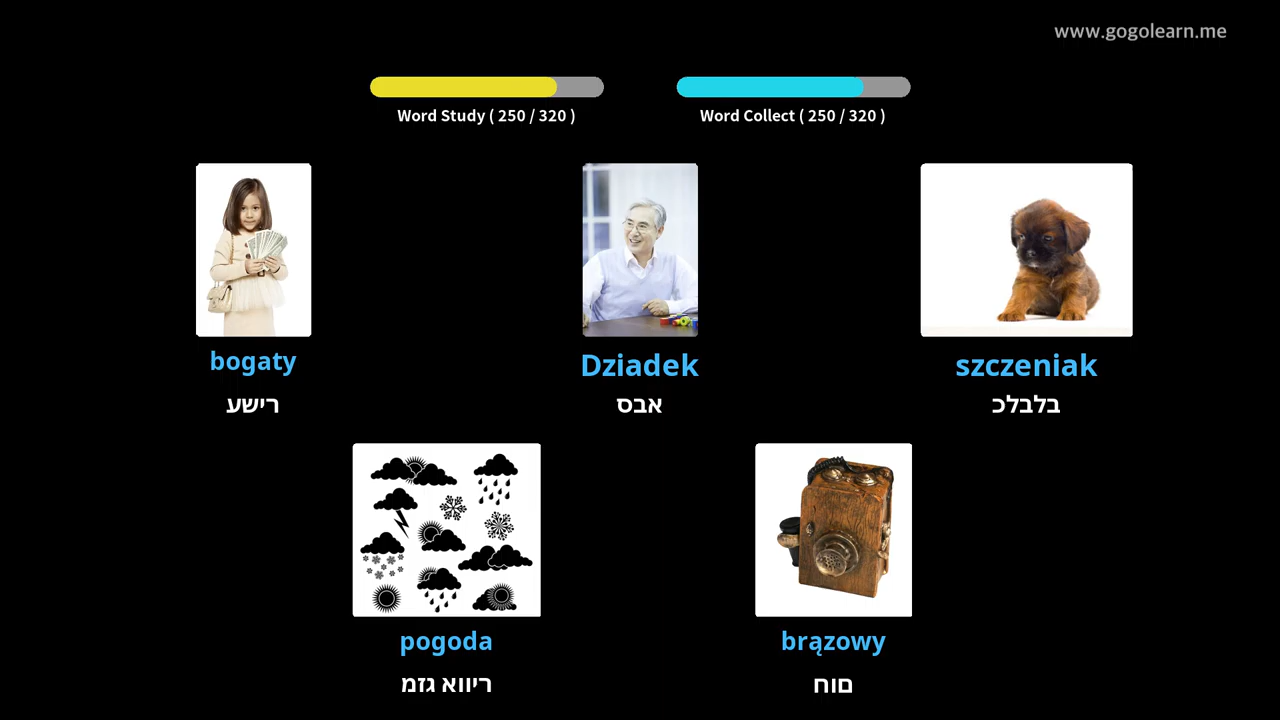 www.gogolearn.me
Word Study ( 250 / 320 )
Word Collect ( 250 / 320 )
bogaty
רישע
Dziadek
אבס
szczeniak
בלבלכ
pogoda
ריווא גזמ
brązowy
םוח